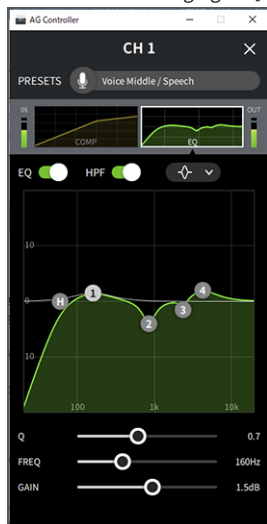 AG Controller
CH 1
PRESETS Voice Middle / Speech
IN OUT
COMP EQ
EQ HPF
10
0
H 1 2 3 4
10
100 1k 10k
Q 0.7
FREQ 160Hz
GAIN 1.5dB